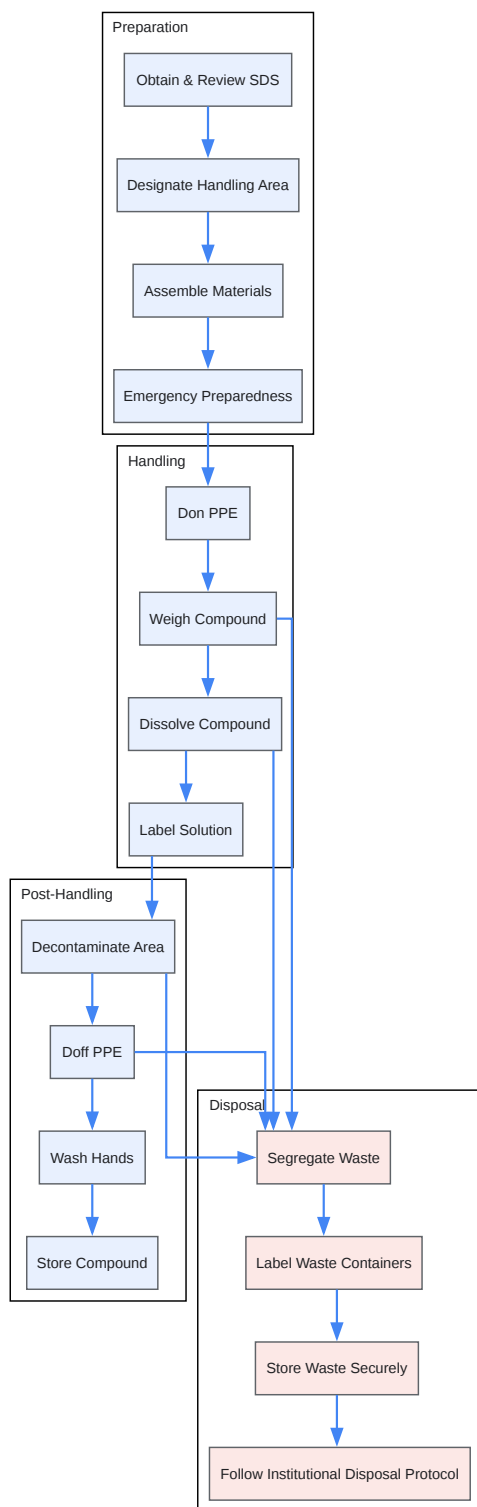 Preparation
Obtain & Review SDS
Designate Handling Area
Assemble Materials
Emergency Preparedness
Handling
Don PPE
Weigh Compound
Dissolve Compound
Label Solution
Post-Handling
Decontaminate Area
Doff PPE
Wash Hands
Store Compound
Disposal
Segregate Waste
Label Waste Containers
Store Waste Securely
Follow Institutional Disposal Protocol